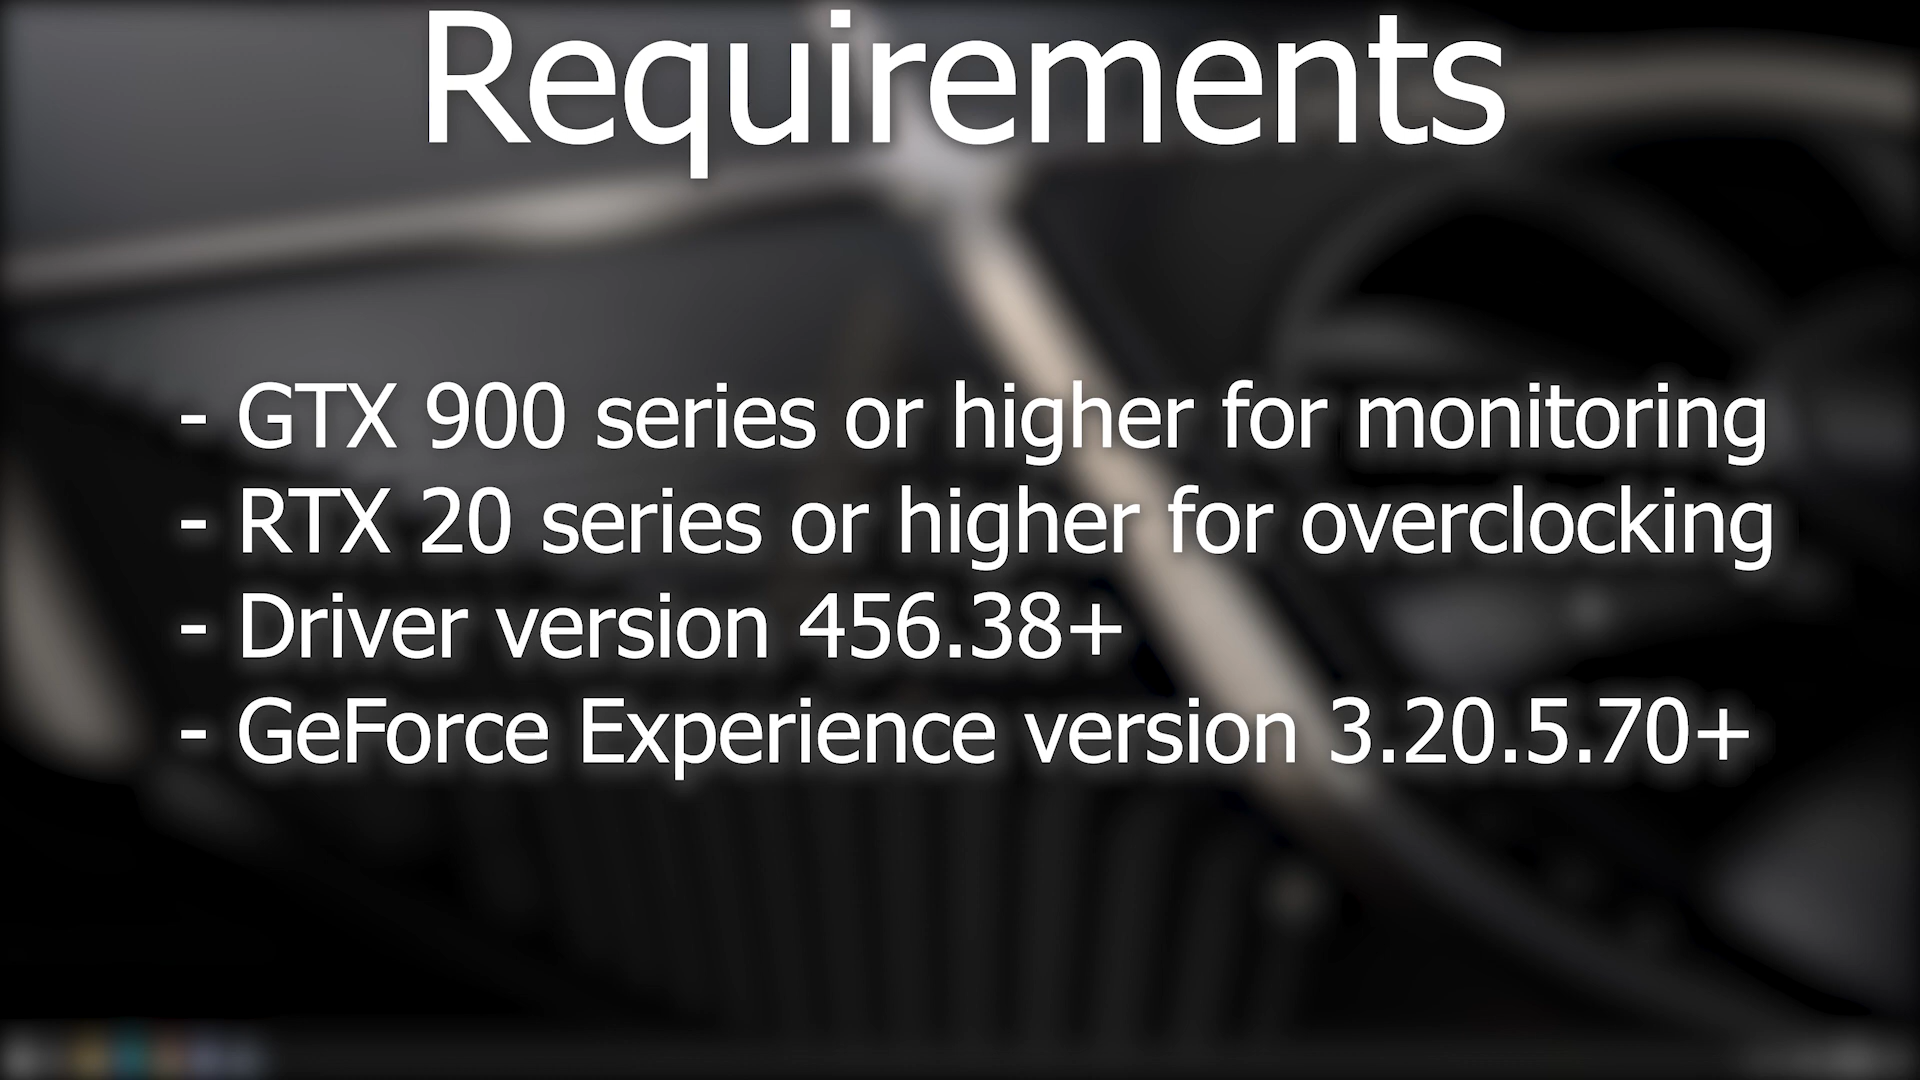 Requirements
- GTX 900 series or higher for monitoring
- RTX 20 series or higher for overclocking
- Driver version 456.38+
- GeForce Experience version 3.20.5.70+